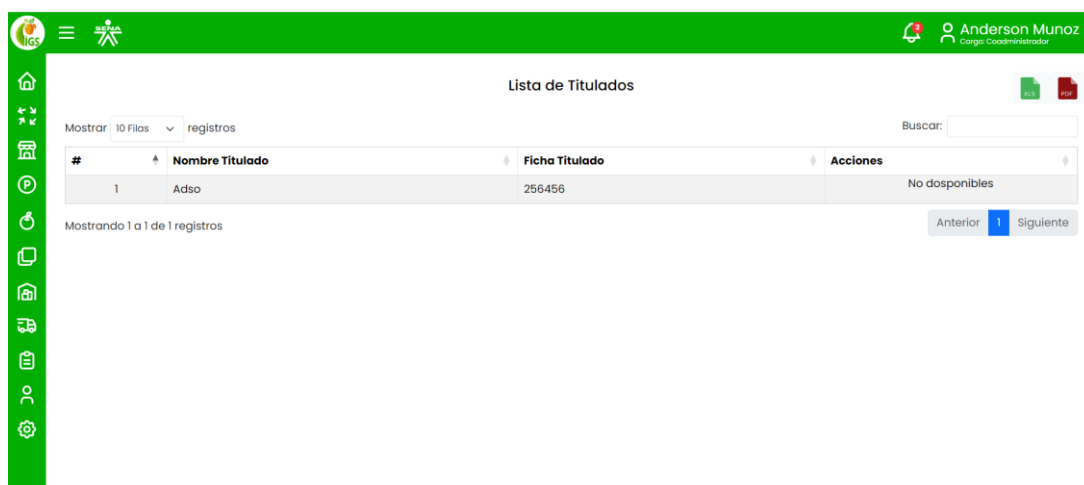 IGS
SENA
2
Anderson Munoz
Cargo: Coadministrador
Lista de Titulados
XLS PDF
Mostrar 10 Filas registros
Buscar:
# Nombre Titulado Ficha Titulado Acciones
1 Adso 256456 No dosponibles
Mostrando 1 a 1 de 1 registros
Anterior 1 Siguiente